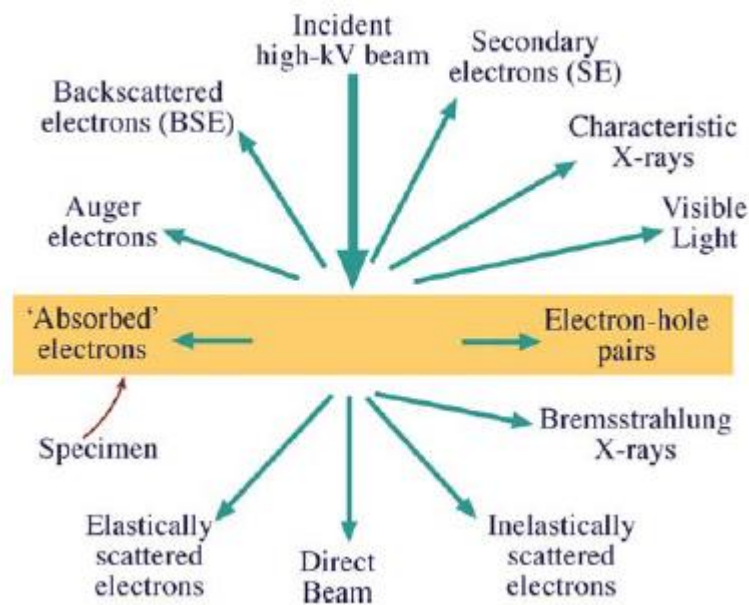 Incident
high-kV beam
Secondary
electrons (SE)
Backscattered
electrons (BSE)
Characteristic
X-rays
Auger
electrons
Visible
Light
'Absorbed'
electrons
Electron-hole
pairs
Specimen
Bremsstrahlung
X-rays
Elastically
scattered
electrons
Direct
Beam
Inelastically
scattered
electrons